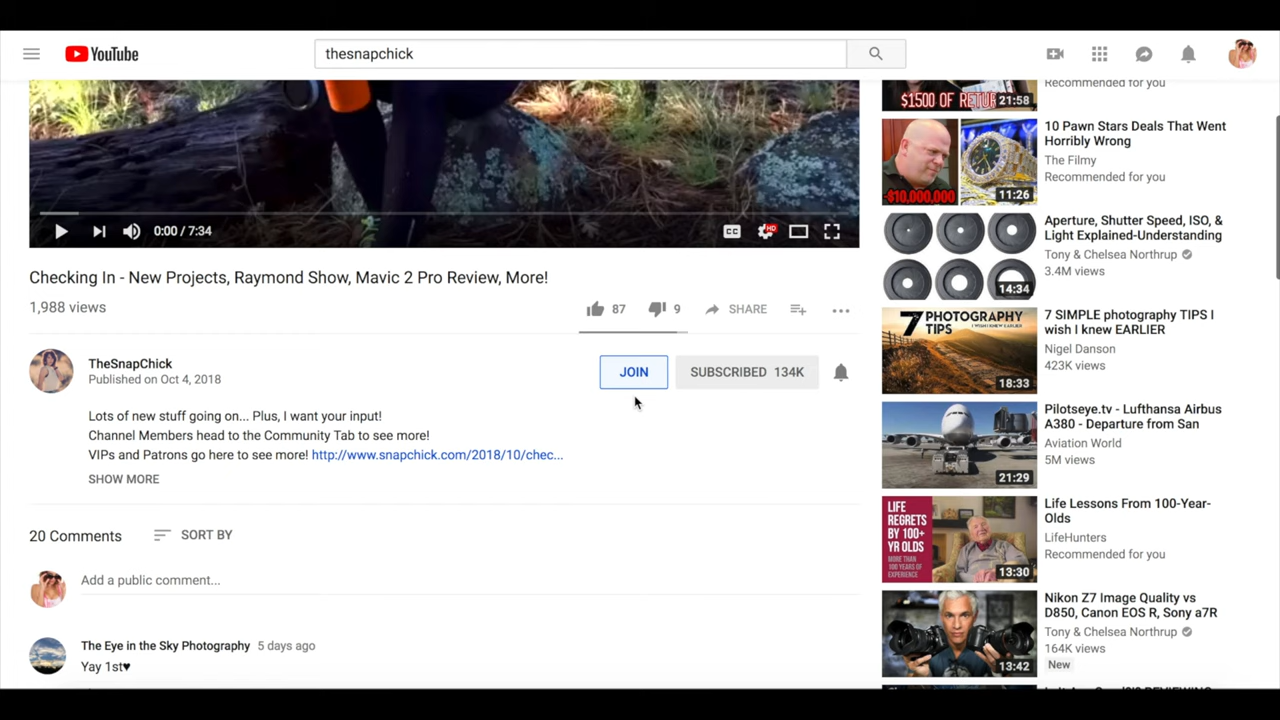 YouTube
thesnapchick
0:00 / 7:34
CC
HD
Checking In - New Projects, Raymond Show, Mavic 2 Pro Review, More!
1,988 views
87
9
SHARE
TheSnapChick
Published on Oct 4, 2018
JOIN
SUBSCRIBED 134K
Lots of new stuff going on... Plus, I want your input!
Channel Members head to the Community Tab to see more!
VIPs and Patrons go here to see more! http://www.snapchick.com/2018/10/chec...
SHOW MORE
20 Comments
SORT BY
Add a public comment...
The Eye in the Sky Photography 5 days ago
Yay 1st♥
$1500 OF
21:58
Recommended for you
-$10,000,000
11:26
10 Pawn Stars Deals That Went
Horribly Wrong
The Filmy
Recommended for you
14:34
Aperture, Shutter Speed, ISO, &
Light Explained-Understanding
Tony & Chelsea Northrup
3.4M views
7 PHOTOGRAPHY
TIPS
18:33
7 SIMPLE photography TIPS I
wish I knew EARLIER
Nigel Danson
423K views
21:29
Pilotseye.tv - Lufthansa Airbus
A380 - Departure from San
Aviation World
5M views
LIFE
REGRETS
BY 100+
YR OLDS
MORE THAN
100 YEARS OF
EXPERIENCE
13:30
Life Lessons From 100-Year-
Olds
LifeHunters
Recommended for you
13:42
Nikon Z7 Image Quality vs
D850, Canon EOS R, Sony a7R
Tony & Chelsea Northrup
164K views
New